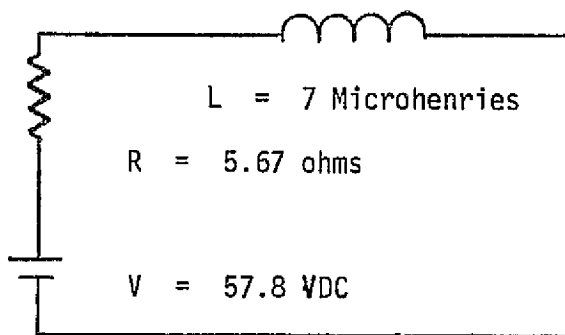 L = 7 Microhenries
R = 5.67 ohms
V = 57.8 VDC